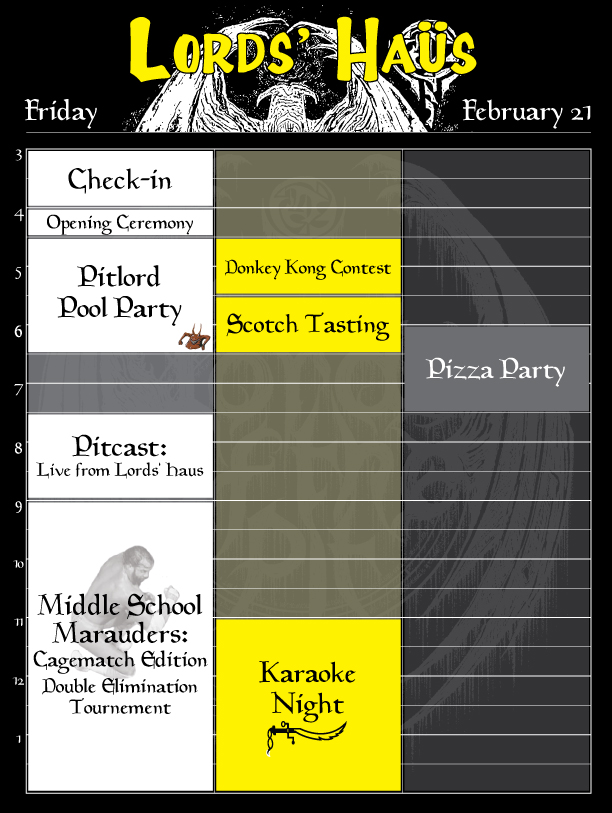 Lords' Haüs
Friday
February 21
3
Check-in
4
Opening Ceremony
5
Pitlord
Pool Party
Donkey Kong Contest
6
Scotch Tasting
Pizza Party
7
8
Pitcast:
Live from Lords' Haus
9
10
11
Middle School
Marauders:
Cagematch Edition
Double Elimination
Tournement
12
1
Karaoke
Night